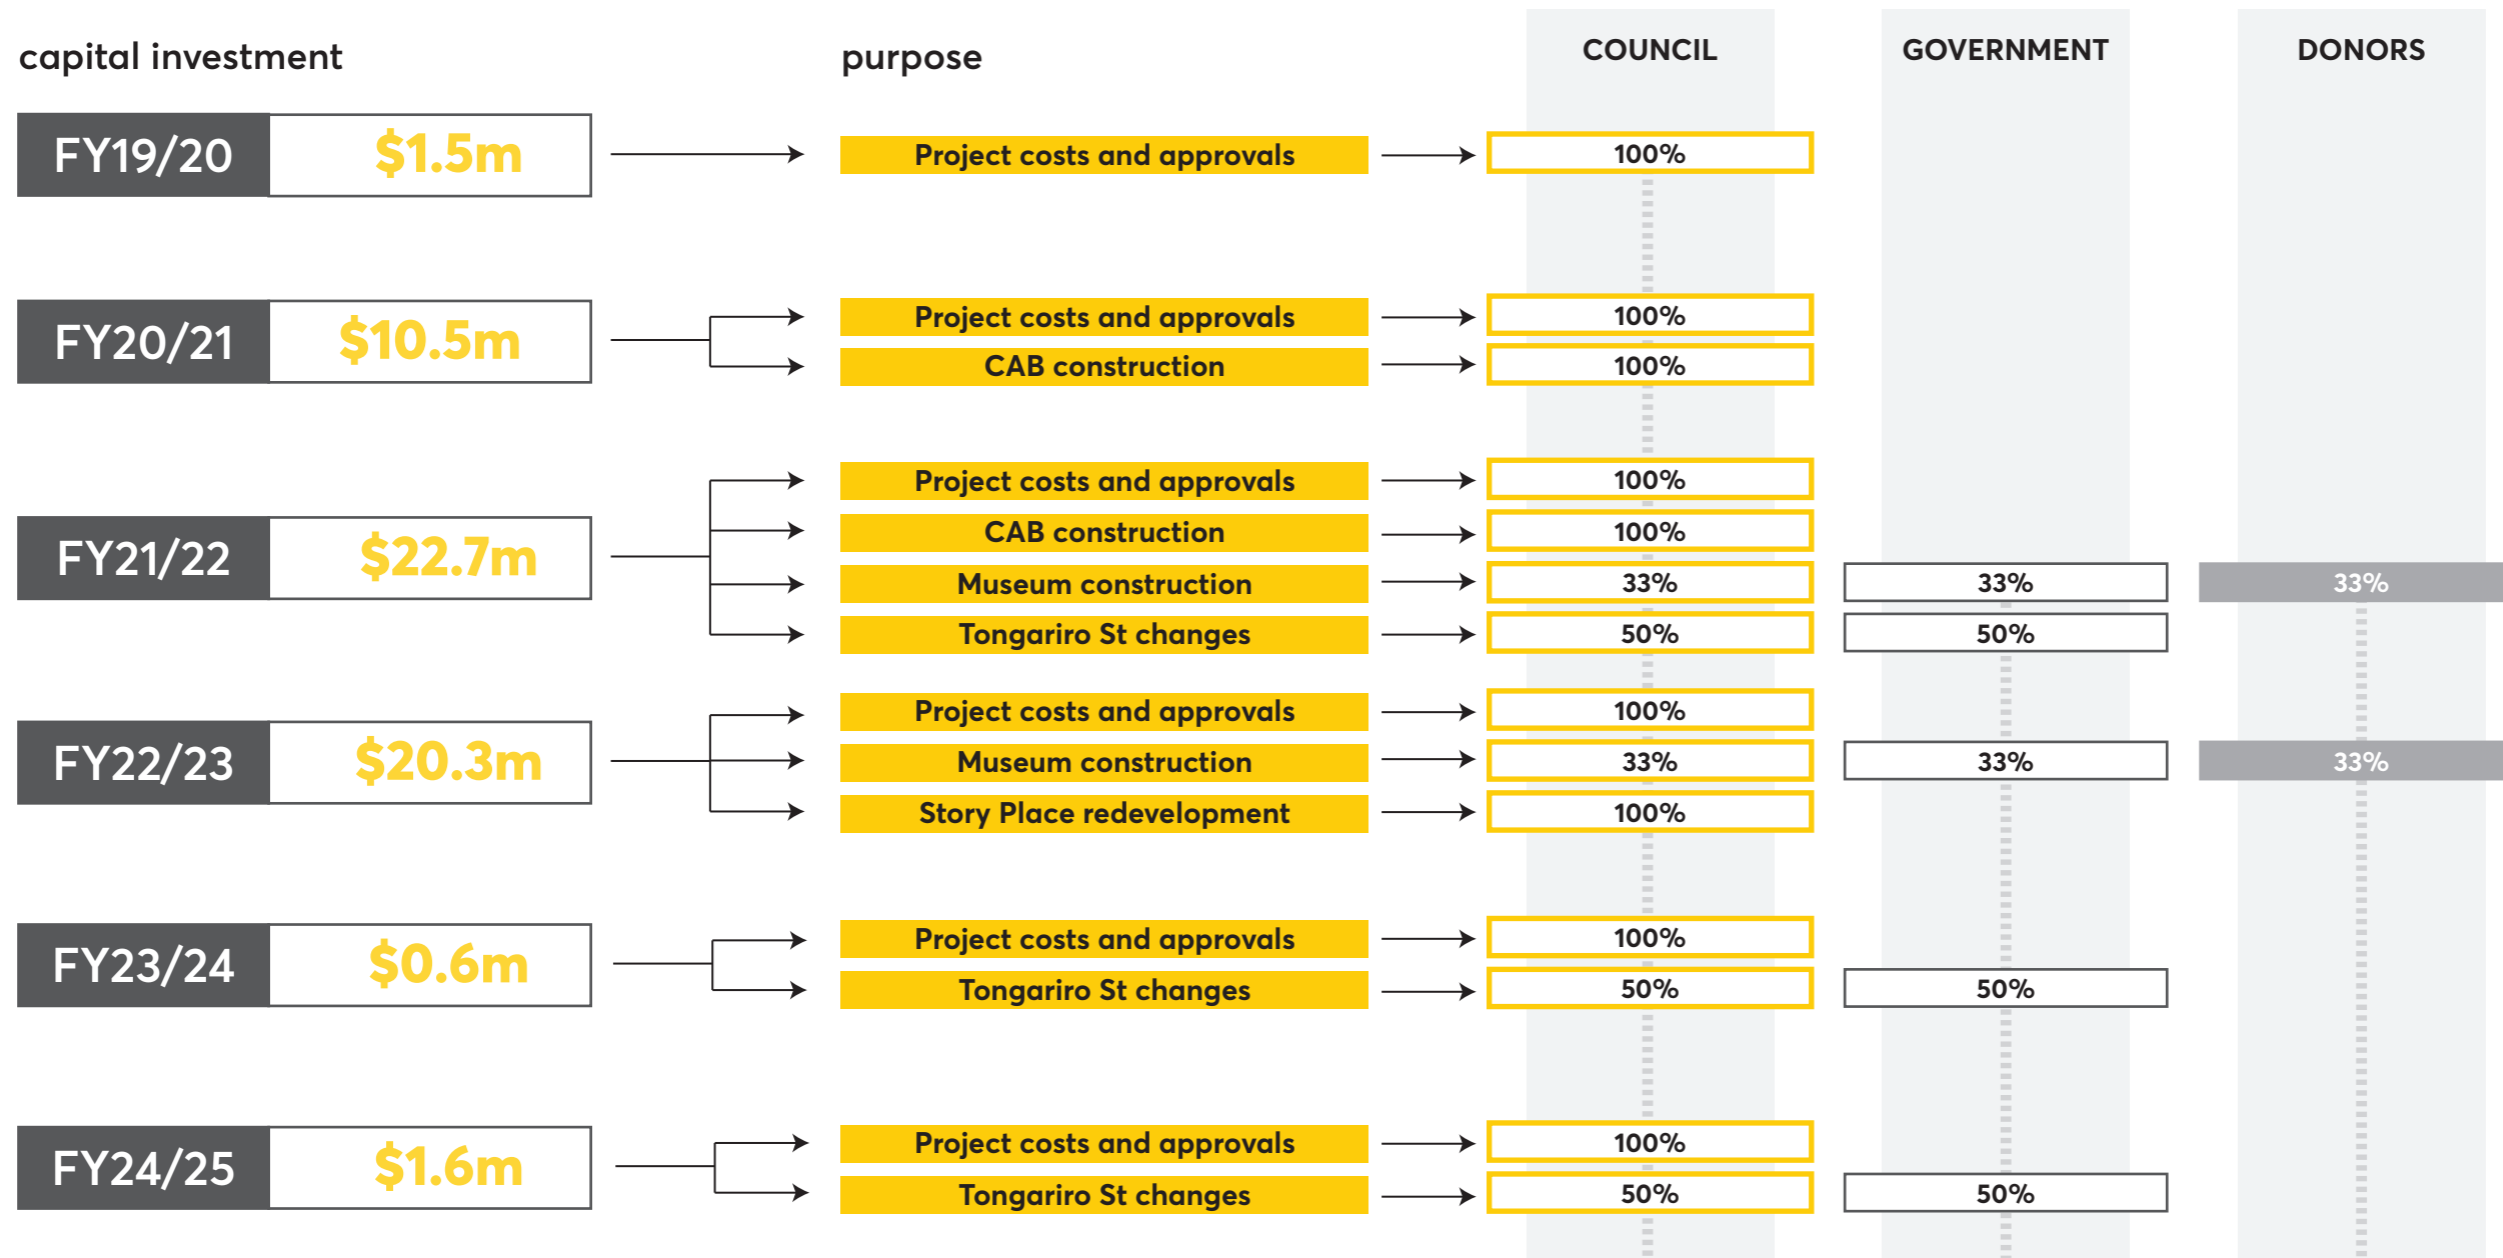 capital investment purpose COUNCIL GOVERNMENT DONORS
FY19/20 $1.5m Project costs and approvals 100%
FY20/21 $10.5m
Project costs and approvals 100%
CAB construction 100%
FY21/22 $22.7m
Project costs and approvals 100%
CAB construction 100%
Museum construction 33% 33% 33%
Tongariro St changes 50% 50%
FY22/23 $20.3m
Project costs and approvals 100%
Museum construction 33% 33% 33%
Story Place redevelopment 100%
FY23/24 $0.6m
Project costs and approvals 100%
Tongariro St changes 50% 50%
FY24/25 $1.6m
Project costs and approvals 100%
Tongariro St changes 50% 50%